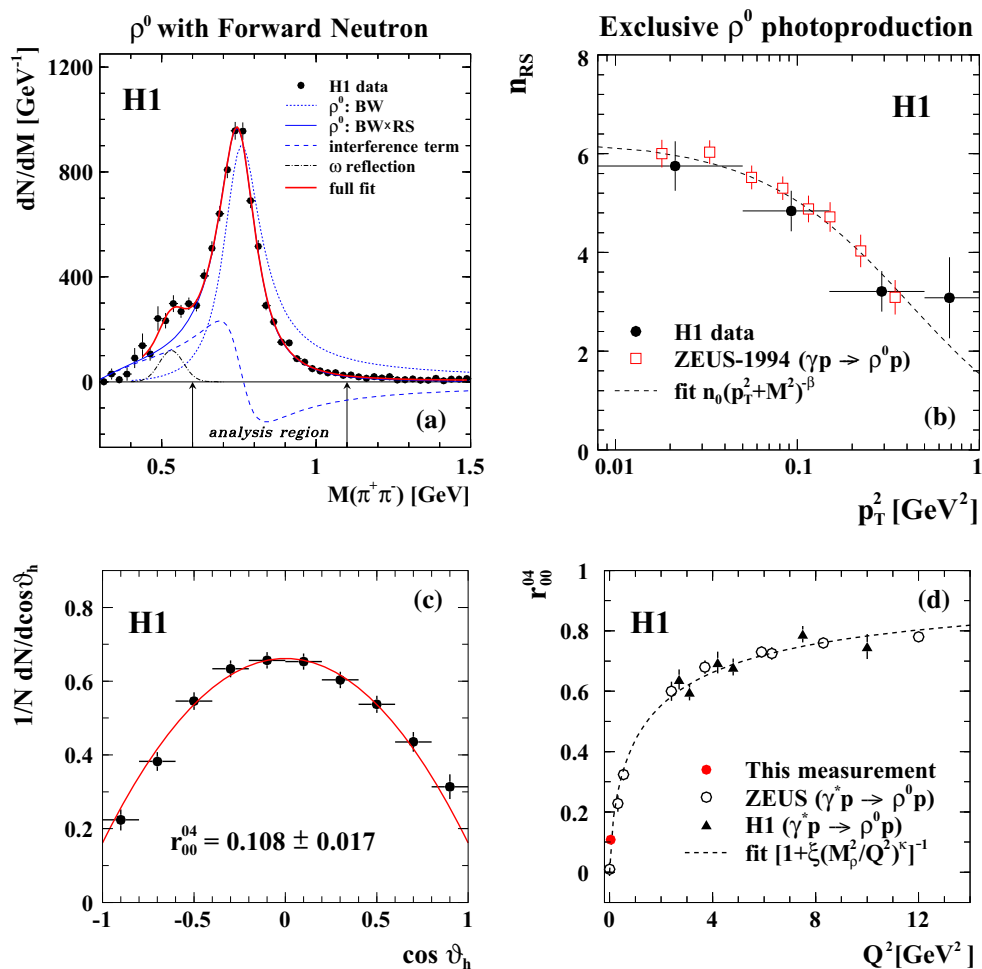 ρ⁰ with Forward Neutron
Exclusive ρ⁰ photoproduction
dN/dM [GeV⁻¹]
1200
900
600
300
0
H1
H1 data
ρ⁰: BW
ρ⁰: BW×RS
interference term
ω reflection
full fit
analysis region
(a)
0.5
1
1.5
M(π⁺π⁻) [GeV]
n_RS
8
6
4
2
0
H1
H1 data
ZEUS-1994 (γp → ρ⁰p)
fit n₀(p_T²+M²)^-β
(b)
0.01
0.1
1
p_T² [GeV²]
1/N dN/dcosϑ_h
0.8
0.6
0.4
0.2
0
H1
(c)
r₀₀⁰⁴ = 0.108 ± 0.017
-1
-0.5
0
0.5
1
cos ϑ_h
r₀₀⁰⁴
1
0.8
0.6
0.4
0.2
0
H1
(d)
This measurement
ZEUS (γ*p → ρ⁰p)
H1 (γ*p → ρ⁰p)
fit [1+ξ(M_ρ²/Q²)^κ]⁻¹
0
4
8
12
Q²[GeV²]